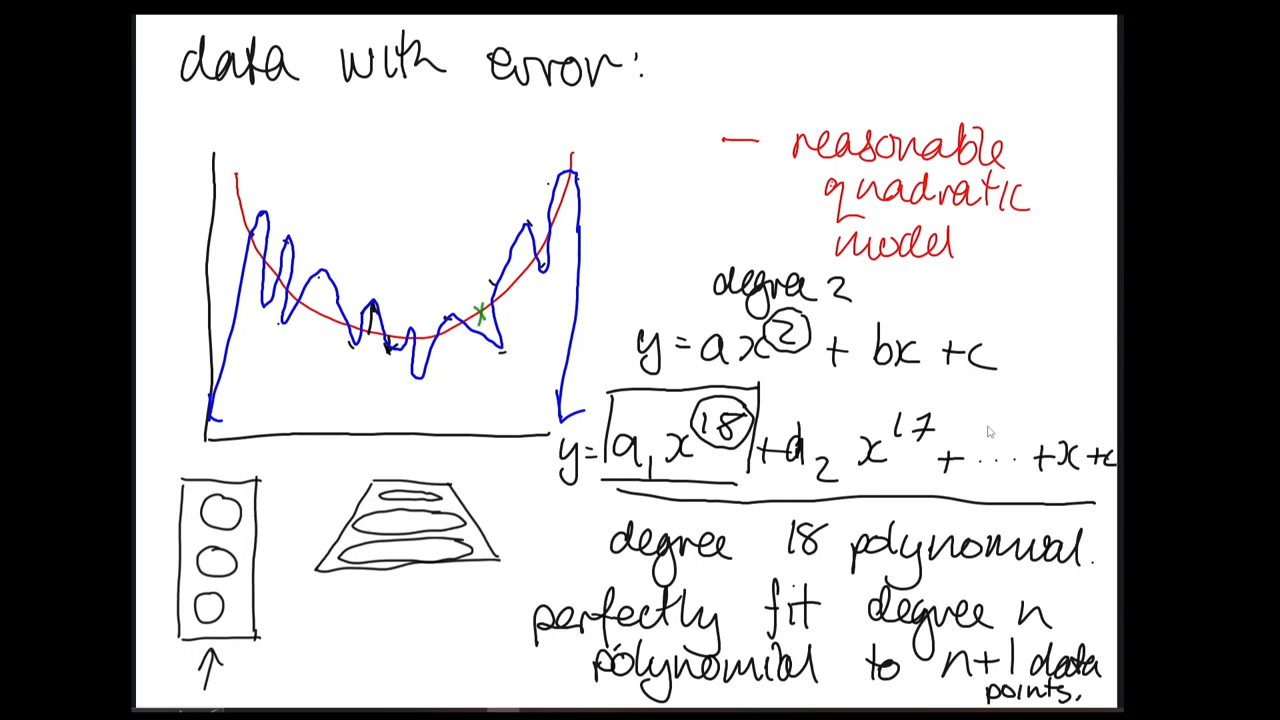 data with error:
— reasonable
quadratic
model
degree 2
y = ax² + bx + c
y = a₁x¹⁸ + a₂ x¹⁷ + ... + x + c
degree 18 polynomial.
perfectly fit degree n
polynomial to n+1 data
points.